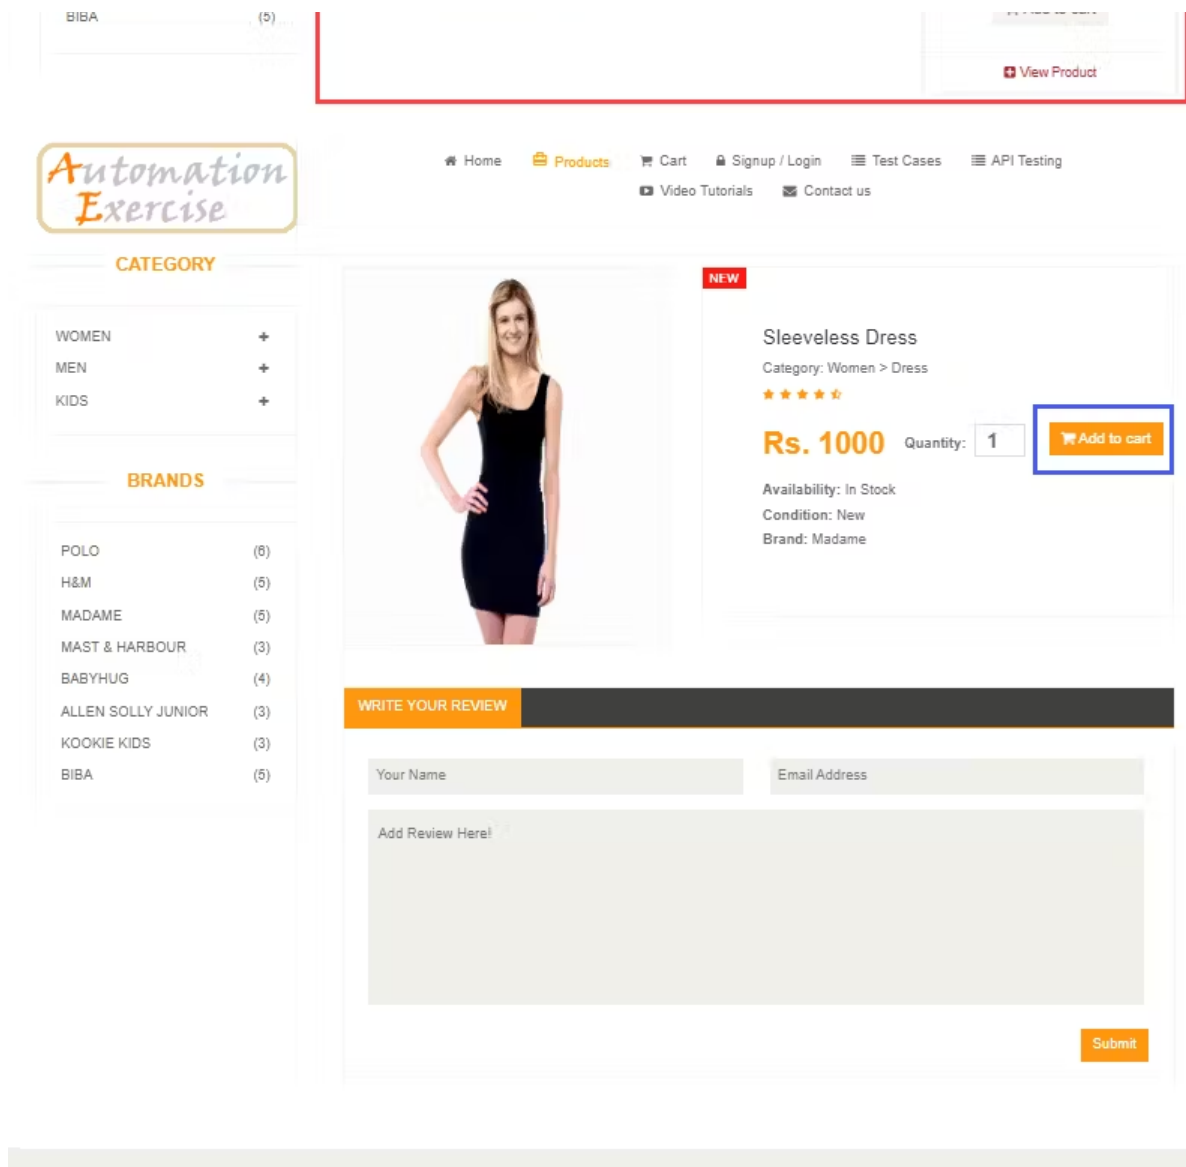 BIBA (5)
Add to cart
View Product
Automation
Exercise
Home Products Cart Signup / Login Test Cases API Testing
Video Tutorials Contact us
CATEGORY
WOMEN
MEN
KIDS
BRANDS
POLO (6)
H&M (5)
MADAME (5)
MAST & HARBOUR (3)
BABYHUG (4)
ALLEN SOLLY JUNIOR (3)
KOOKIE KIDS (3)
BIBA (5)
NEW
Sleeveless Dress
Category: Women > Dress
Rs. 1000 Quantity: 1 Add to cart
Availability: In Stock
Condition: New
Brand: Madame
WRITE YOUR REVIEW
Your Name Email Address
Add Review Here!
Submit